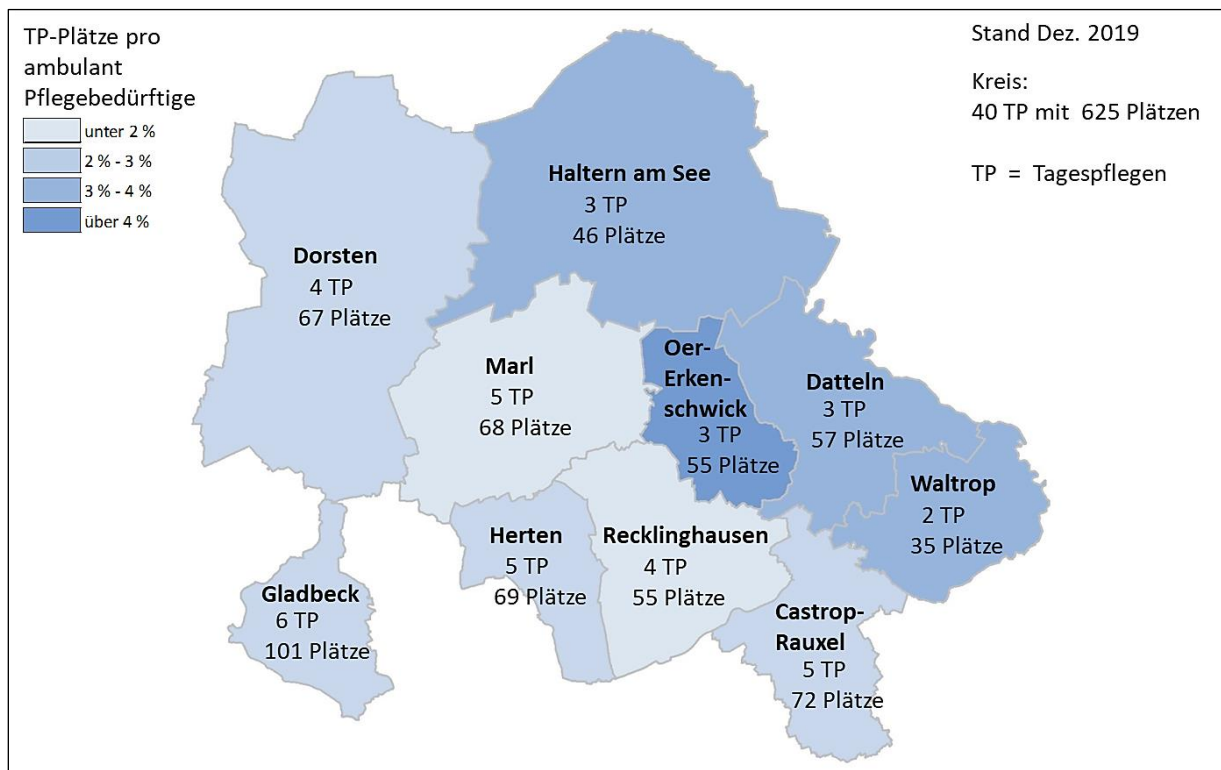 TP-Plätze pro
ambulant
Pflegebedürftige
unter 2 %
2 % - 3 %
3 % - 4 %
über 4 %
Stand Dez. 2019
Kreis:
40 TP mit 625 Plätzen
TP = Tagespflegen
Haltern am See
3 TP
46 Plätze
Dorsten
4 TP
67 Plätze
Marl
5 TP
68 Plätze
Oer-
Erken-
schwick
3 TP
55 Plätze
Datteln
3 TP
57 Plätze
Waltrop
2 TP
35 Plätze
Herten
5 TP
69 Plätze
Recklinghausen
4 TP
55 Plätze
Gladbeck
6 TP
101 Plätze
Castrop-
Rauxel
5 TP
72 Plätze